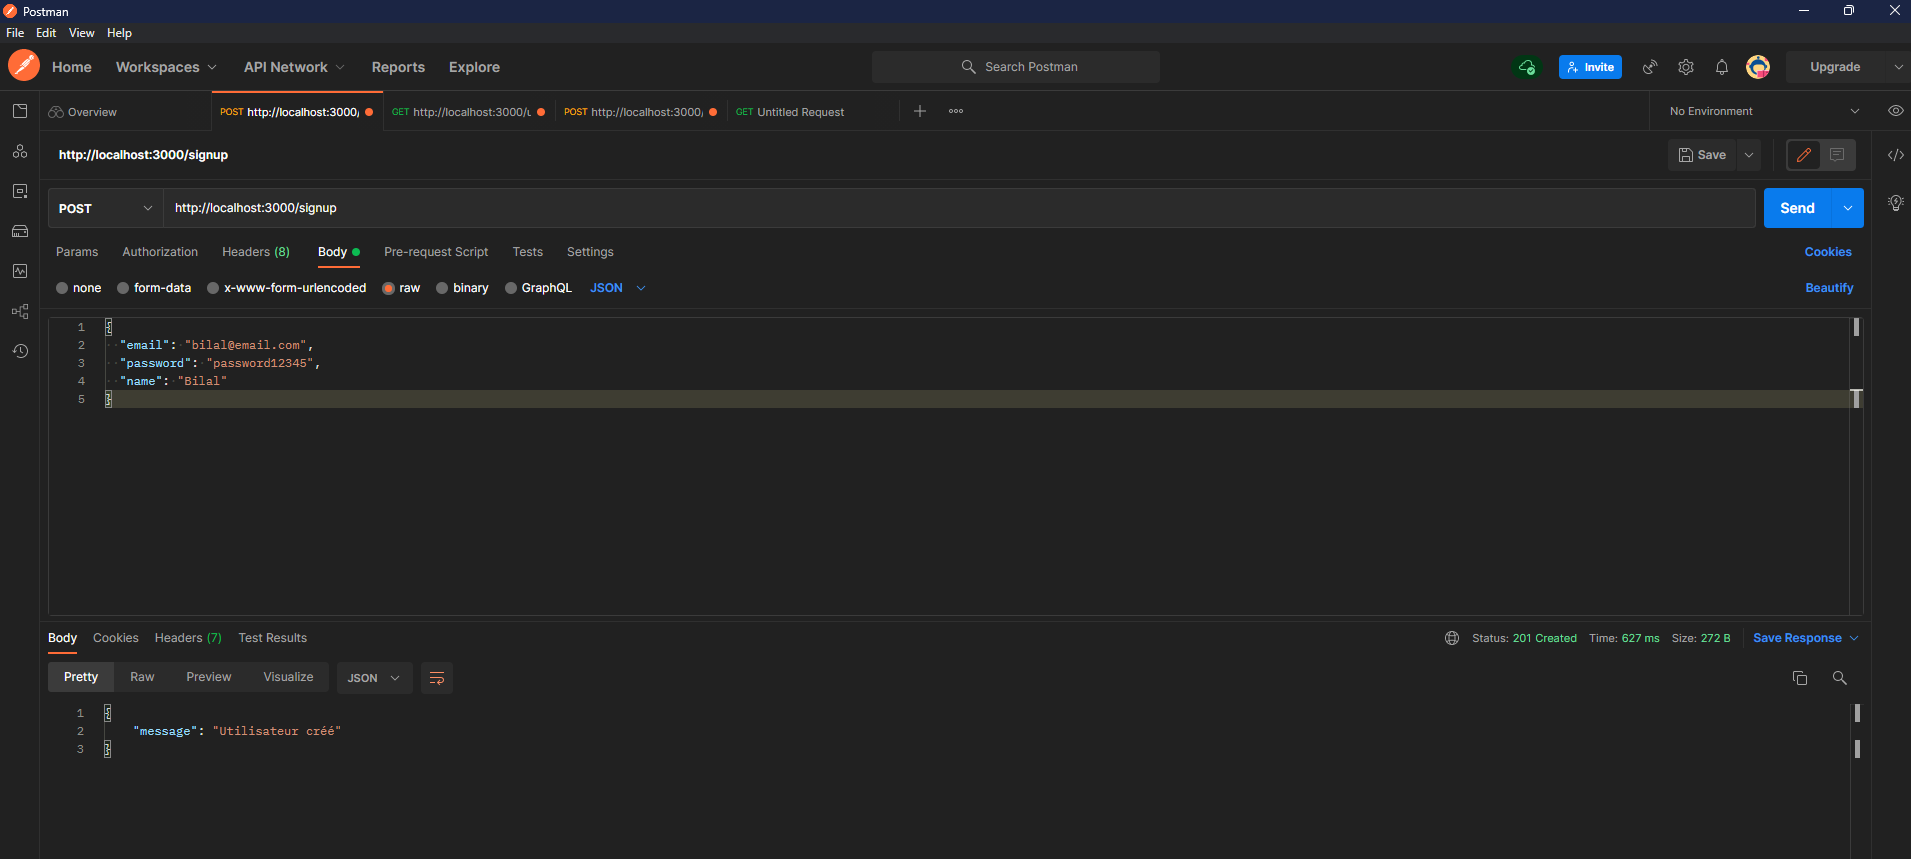 Postman
File Edit View Help
Home Workspaces API Network Reports Explore Search Postman Invite Upgrade
Overview POST http://localhost:3000/ GET http://localhost:3000/u POST http://localhost:3000/ GET Untitled Request No Environment
http://localhost:3000/signup Save
POST http://localhost:3000/signup Send
Params Authorization Headers (8) Body Pre-request Script Tests Settings Cookies
none form-data x-www-form-urlencoded raw binary GraphQL JSON Beautify
1 {
2 "email": "bilal@email.com",
3 "password": "password12345",
4 "name": "Bilal"
5 }
Body Cookies Headers (7) Test Results Status: 201 Created Time: 627 ms Size: 272 B Save Response
Pretty Raw Preview Visualize JSON
1 {
2 "message": "Utilisateur créé"
3 }